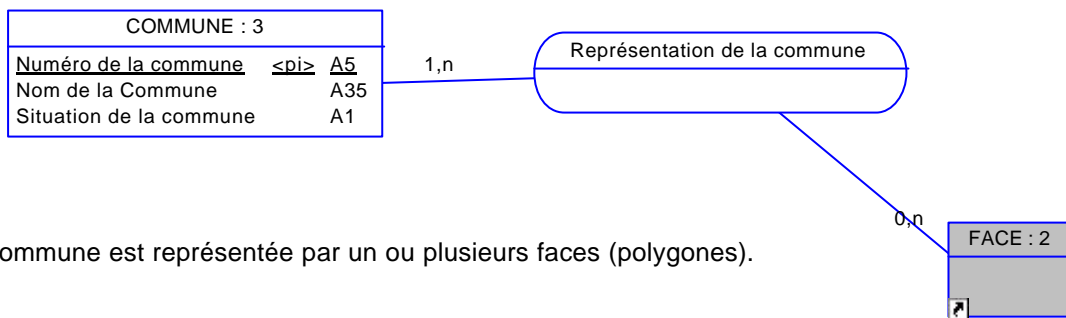 COMMUNE : 3
Numéro de la commune <pi> A5
Nom de la Commune A35
Situation de la commune A1
1,n
Représentation de la commune
0,n
FACE : 2
ommune est représentée par un ou plusieurs faces (polygones).